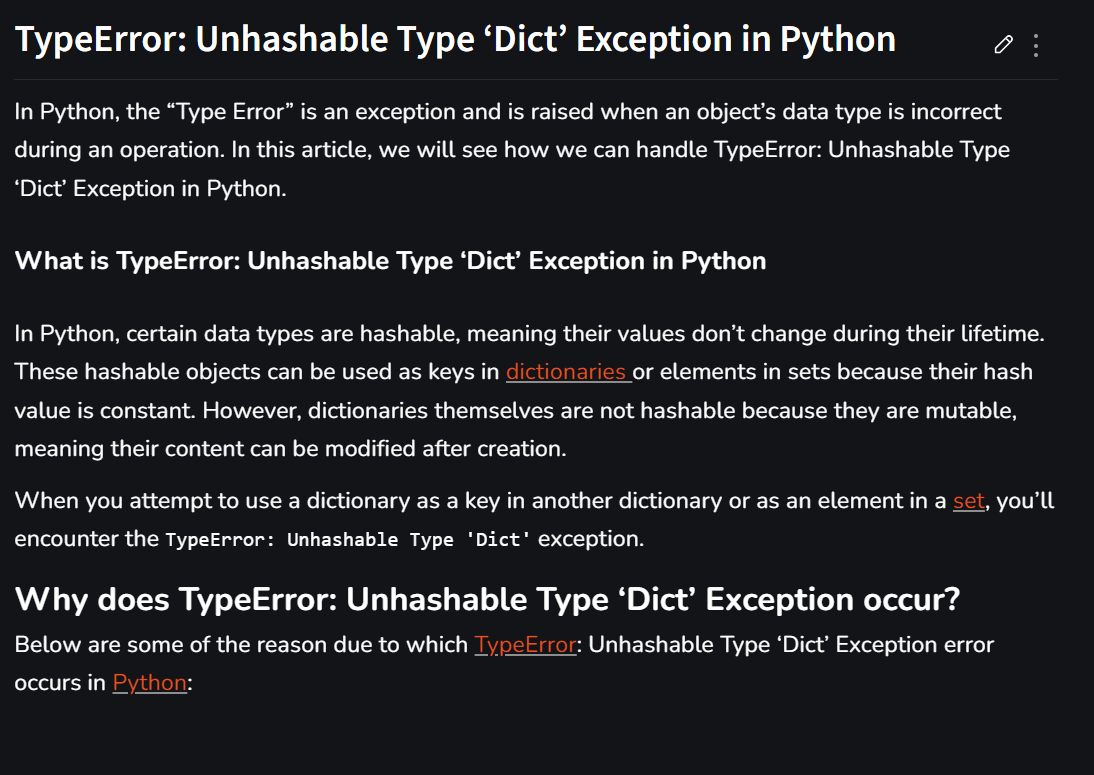 TypeError: Unhashable Type ‘Dict’ Exception in Python
In Python, the “Type Error” is an exception and is raised when an object’s data type is incorrect
during an operation. In this article, we will see how we can handle TypeError: Unhashable Type
‘Dict’ Exception in Python.
What is TypeError: Unhashable Type ‘Dict’ Exception in Python
In Python, certain data types are hashable, meaning their values don’t change during their lifetime.
These hashable objects can be used as keys in dictionaries or elements in sets because their hash
value is constant. However, dictionaries themselves are not hashable because they are mutable,
meaning their content can be modified after creation.
When you attempt to use a dictionary as a key in another dictionary or as an element in a set, you’ll
encounter the TypeError: Unhashable Type 'Dict' exception.
Why does TypeError: Unhashable Type ‘Dict’ Exception occur?
Below are some of the reason due to which TypeError: Unhashable Type ‘Dict’ Exception error
occurs in Python: